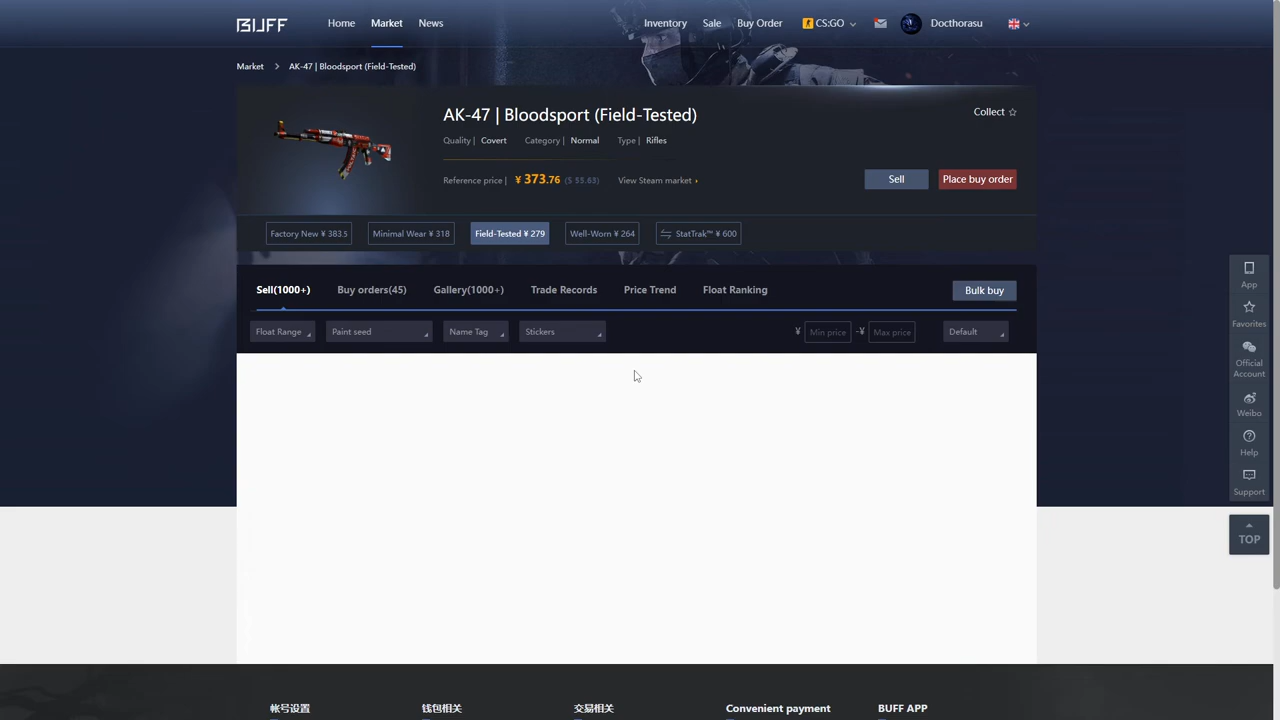 BUFF Home Market News Inventory Sale Buy Order CS:GO Docthorasu
Market > AK-47 | Bloodsport (Field-Tested)
AK-47 | Bloodsport (Field-Tested)
Collect
Quality | Covert Category | Normal Type | Rifles
Reference price | ¥ 373.76 ($ 55.63) View Steam market
Sell Place buy order
Factory New ¥ 383.5 Minimal Wear ¥ 318 Field-Tested ¥ 279 Well-Worn ¥ 264 StatTrak™ ¥ 600
Sell(1000+) Buy orders(45) Gallery(1000+) Trade Records Price Trend Float Ranking Bulk buy
Float Range Paint seed Name Tag Stickers ¥ Min price -¥ Max price Default
App
Favorites
Official
Account
Weibo
Help
Support
TOP
帐号设置 钱包相关 交易相关 Convenient payment BUFF APP